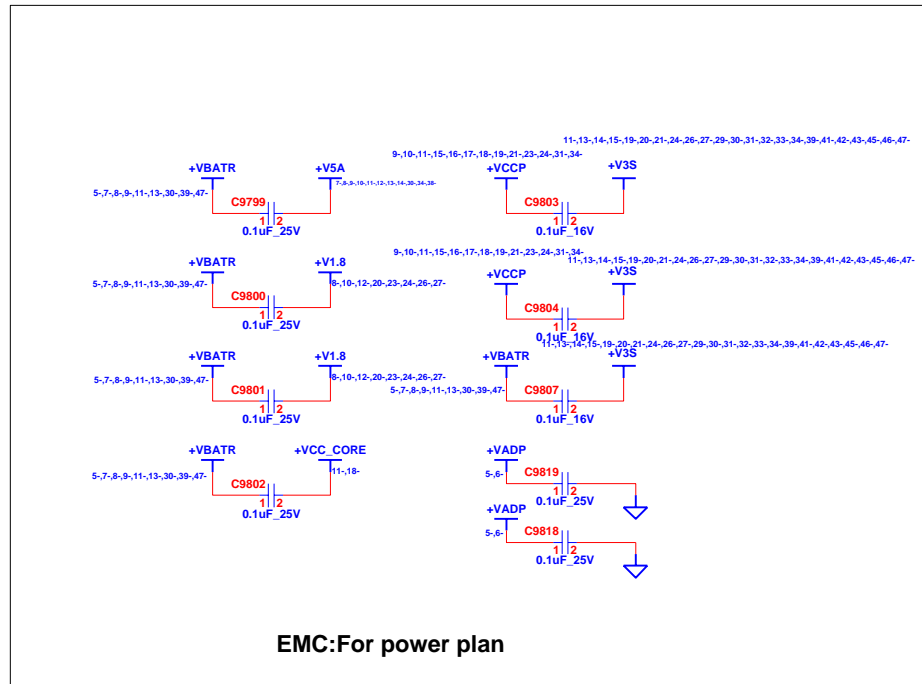 11-,13-,14-,15-,19-,20-,21-,24-,26-,27-,29-,30-,31-,32-,33-,34-,39-,41-,42-,43-,45-,46-,47-
9-,10-,11-,15-,16-,17-,18-,19-,21-,23-,24-,31-,34-
+VBATR +V5A +VCCP +V3S
5-,7-,8-,9-,11-,13-,30-,39-,47- 7-,8-,9-,10-,11-,12-,13-,14-,30-,34-,38-
C9799 C9803
1 2 1 2
0.1uF_25V 0.1uF_16V
9-,10-,11-,15-,16-,17-,18-,19-,21-,23-,24-,31-,34-
+VBATR +V1.8 11-,13-,14-,15-,19-,20-,21-,24-,26-,27-,29-,30-,31-,32-,33-,34-,39-,41-,42-,43-,45-,46-,47-
+VCCP +V3S
5-,7-,8-,9-,11-,13-,30-,39-,47- 8-,10-,12-,20-,23-,24-,26-,27-
C9800 C9804
1 2 1 2
0.1uF_25V 0.1uF_16V
11-,13-,14-,15-,19-,20-,21-,24-,26-,27-,29-,30-,31-,32-,33-,34-,39-,41-,42-,43-,45-,46-,47-
+VBATR +V1.8 +VBATR +V3S
5-,7-,8-,9-,11-,13-,30-,39-,47- 8-,10-,12-,20-,23-,24-,26-,27-
5-,7-,8-,9-,11-,13-,30-,39-,47-
C9801 C9807
1 2 1 2
0.1uF_25V 0.1uF_16V
+VBATR +VCC_CORE +VADP
5-,7-,8-,9-,11-,13-,30-,39-,47- 11-,18- 5-,6-
C9802 C9819
1 2 1 2
0.1uF_25V 0.1uF_25V
+VADP
5-,6-
C9818
1 2
0.1uF_25V
EMC:For power plan